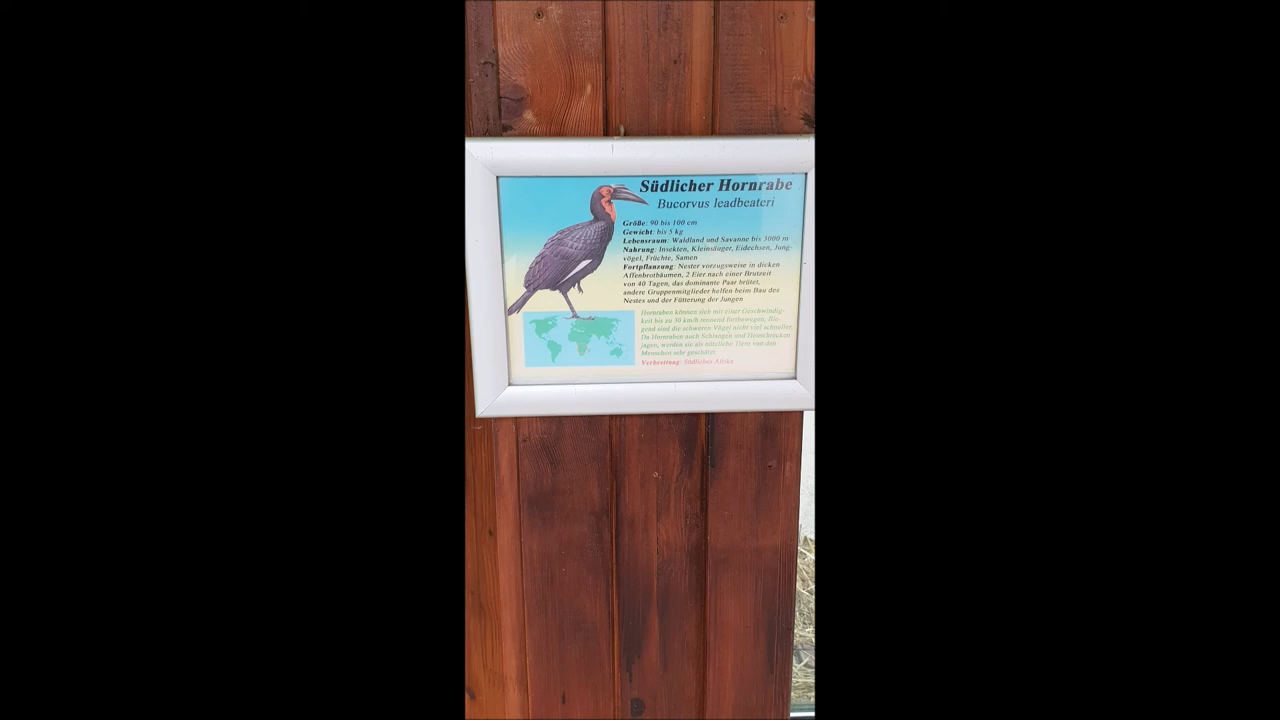 Südlicher Hornrabe
Bucorvus leadbeateri
Größe: 90 bis 100 cm
Gewicht: bis 5 kg
Lebensraum: Waldland und Savanne bis 3000 m
Nahrung: Insekten, Kleinsäuger, Eidechsen, Jung-
vögel, Früchte, Samen
Fortpflanzung: Nester vorzugsweise in dicken
Affenbrotbäumen, 2 Eier nach einer Brutzeit
von 40 Tagen, das dominante Paar brütet,
andere Gruppenmitglieder helfen beim Bau des
Nestes und der Fütterung der Jungen
Hornraben können sich mit einer Geschwindig-
keit bis zu 30 km/h rennend fortbewegen, flie-
gend sind die schweren Vögel nicht viel schneller.
Da Hornraben auch Schlangen und Heuschrecken
jagen, werden sie als nützliche Tiere von den
Menschen sehr geschätzt.
Verbreitung: Südliches Afrika